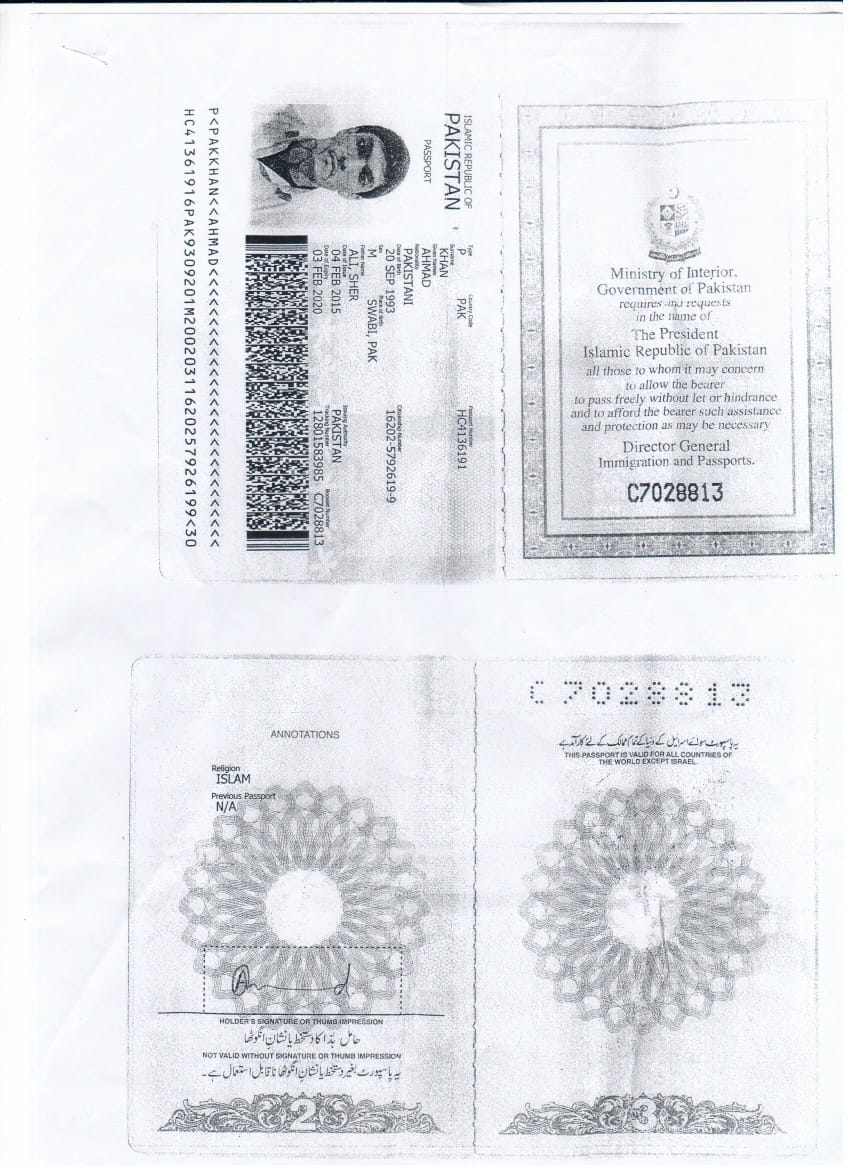 ISLAMIC REPUBLIC OF
PAKISTAN
PASSPORT
Type
P
Country Code
PAK
Passport Number
HC4136191
Surname
KHAN
Given Names
AHMAD
Nationality
PAKISTANI
Date of Birth
20 SEP 1993
Citizenship Number
16202-5792619-9
Sex
M
Place of Birth
SWABI, PAK
Father Name
ALI, SHER
Date of Issue
04 FEB 2015
Issuing Authority
PAKISTAN
Date of Expiry
03 FEB 2020
Tracking Number
12801583985
Booklet Number
C7028813
P<PAKKHAN<<AHMAD<<<<<<<<<<<<<<<<<<<<<<<<<<<<
HC41361916PAK9309201M20020311620257926199<30
Ministry of Interior,
Government of Pakistan
requires and requests
in the name of
The President
Islamic Republic of Pakistan
all those to whom it may concern
to allow the bearer
to pass freely without let or hindrance
and to afford the bearer such assistance
and protection as may be necessary
Director General
Immigration and Passports.
C7028813
ANNOTATIONS
Religion
ISLAM
Previous Passport
N/A
HOLDER'S SIGNATURE OR THUMB IMPRESSION
حامل ہذا کا دستخط یا نشان انگوٹھا
NOT VALID WITHOUT SIGNATURE OR THUMB IMPRESSION
یہ پاسپورٹ بغیر دستخط یا نشان انگوٹھا ناقابل استعمال ہے۔
2
C7028813
یہ پاسپورٹ سوائے اسرائیل کے دنیا کے تمام ممالک کے لئے کارآمد ہے
THIS PASSPORT IS VALID FOR ALL COUNTRIES OF
THE WORLD EXCEPT ISRAEL.
3